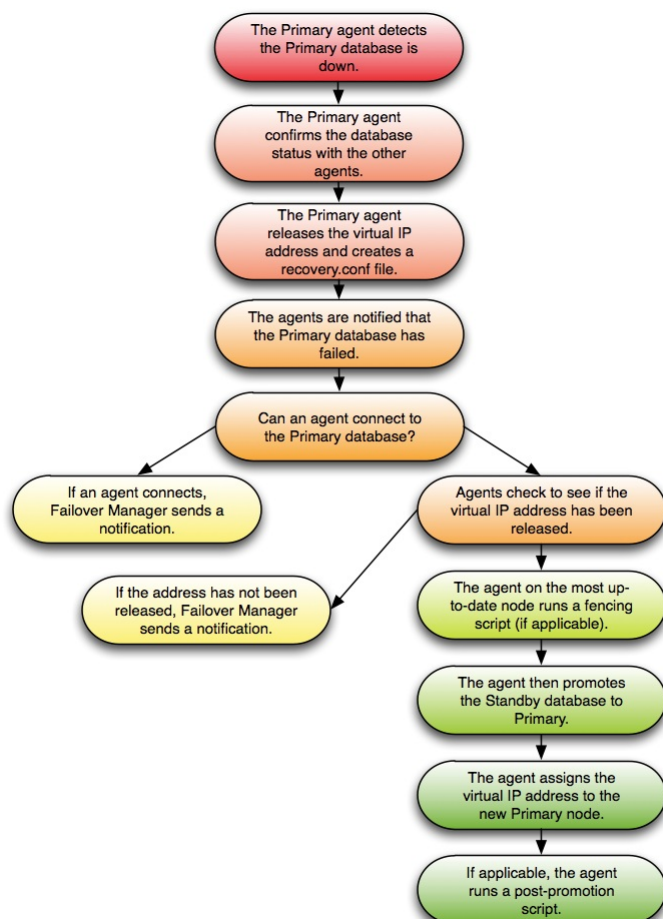 The Primary agent detects
the Primary database is
down.
The Primary agent
confirms the database
status with the other
agents.
The Primary agent
releases the virtual IP
address and creates a
recovery.conf file.
The agents are notified that
the Primary database has
failed.
Can an agent connect to
the Primary database?
If an agent connects,
Failover Manager sends a
notification.
Agents check to see if the
virtual IP address has been
released.
If the address has not been
released, Failover Manager
sends a notification.
The agent on the most up-
to-date node runs a fencing
script (if applicable).
The agent then promotes
the Standby database to
Primary.
The agent assigns the
virtual IP address to the
new Primary node.
If applicable, the agent
runs a post-promotion
script.